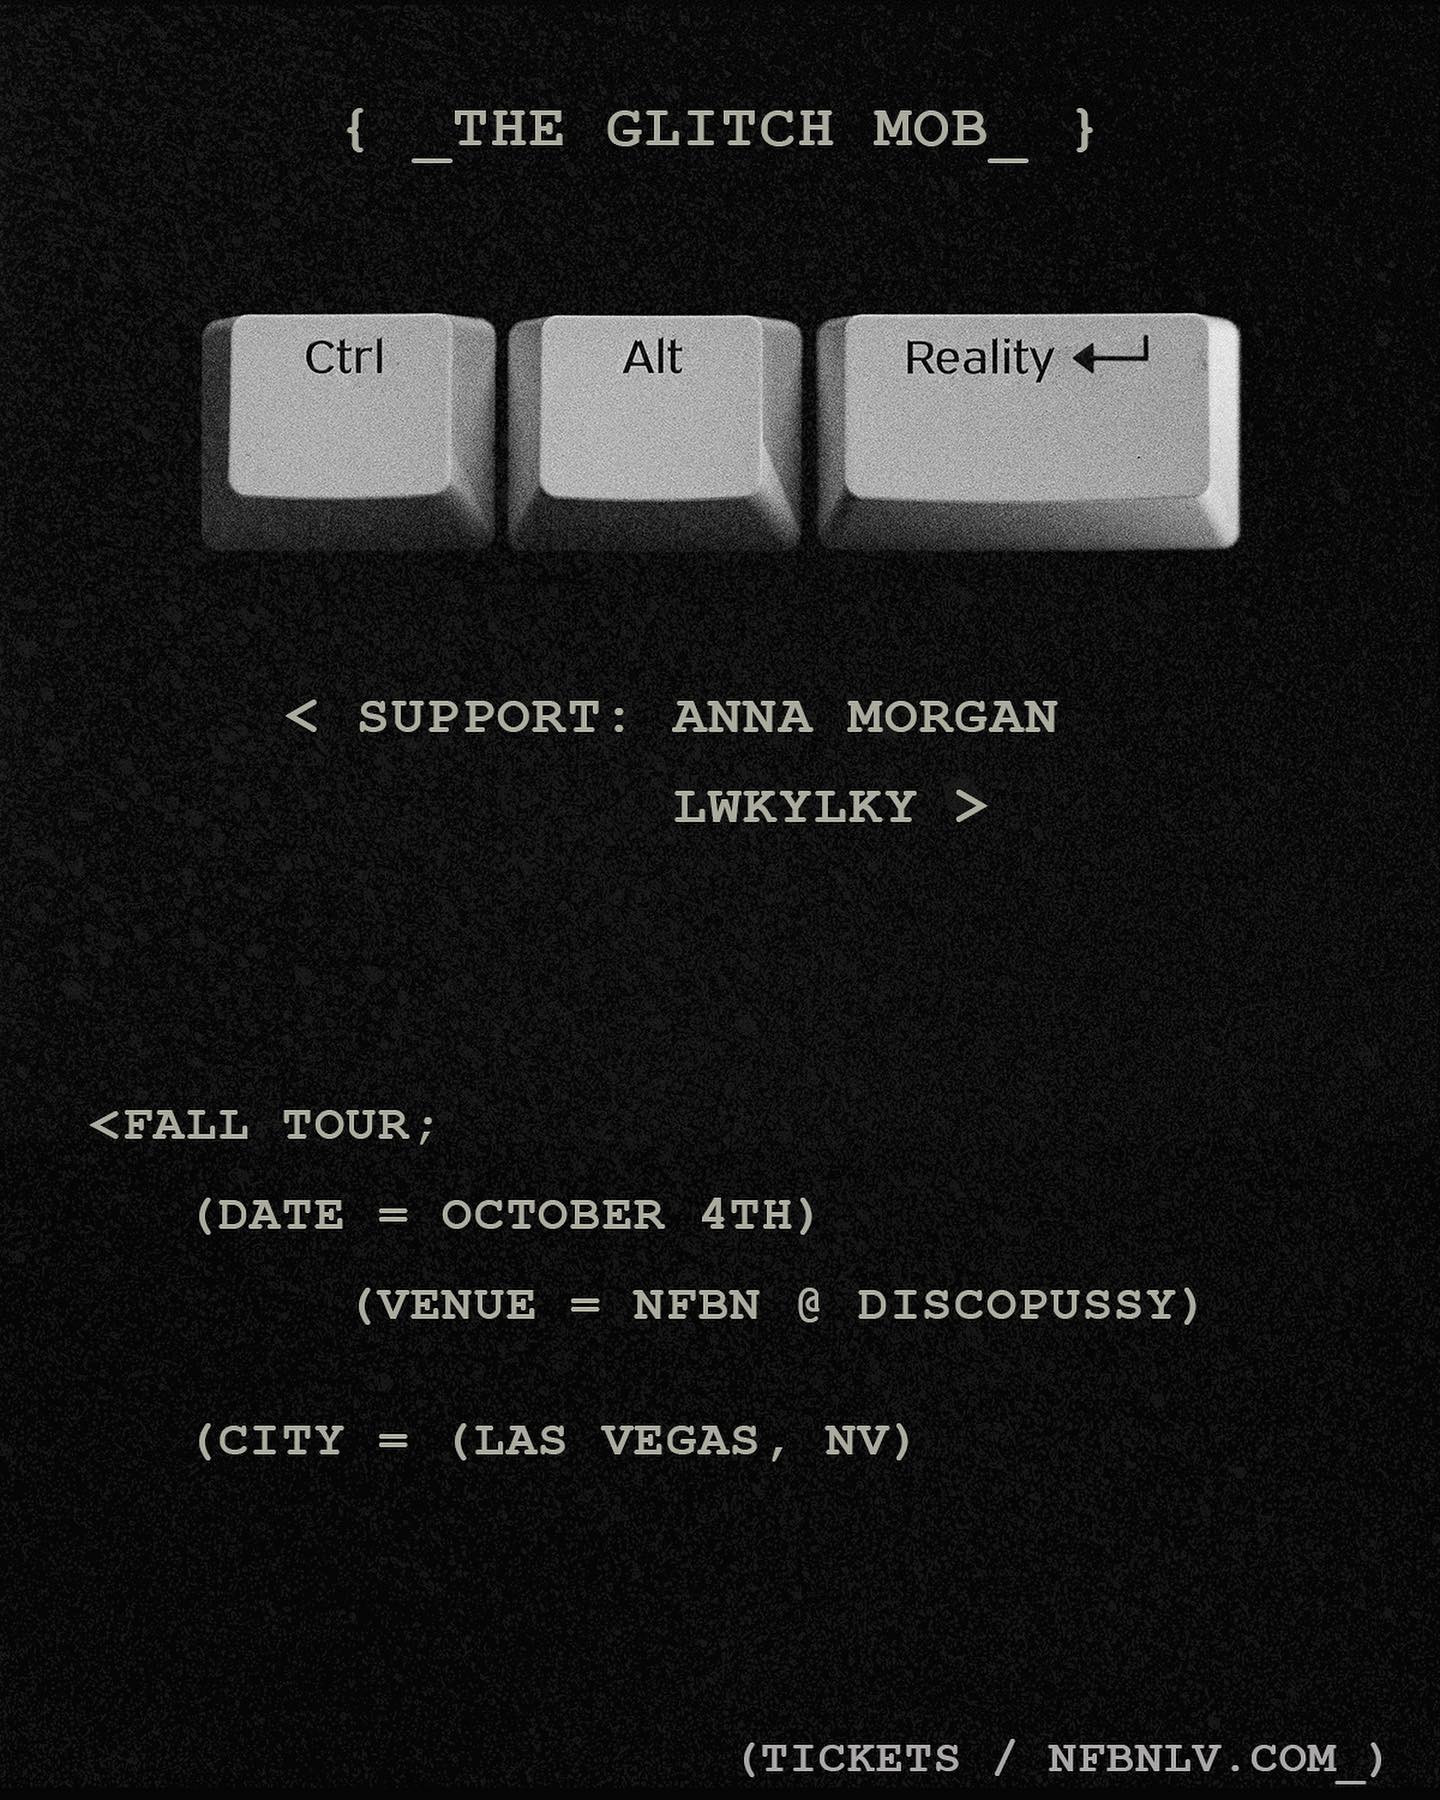 { _THE GLITCH MOB_ }
Ctrl Alt Reality
< SUPPORT: ANNA MORGAN
LWKYLKY >
<FALL TOUR;
(DATE = OCTOBER 4TH)
(VENUE = NFBN @ DISCOPUSSY)
(CITY = (LAS VEGAS, NV)
(TICKETS / NFBNLV.COM_)